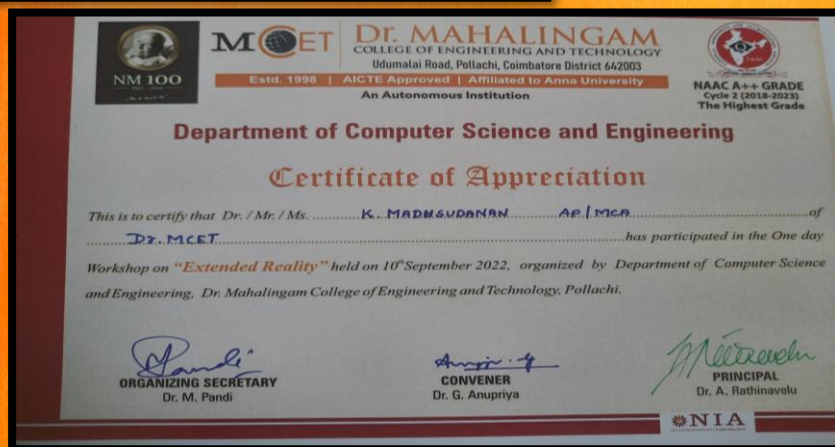 NM 100
MCET
Dr. MAHALINGAM
COLLEGE OF ENGINEERING AND TECHNOLOGY
Udumalai Road, Pollachi, Coimbatore District 642003
Estd. 1998 | AICTE Approved | Affiliated to Anna University
An Autonomous Institution
NAAC A++ GRADE
Cycle 2 (2018-2023)
The Highest Grade
Department of Computer Science and Engineering
Certificate of Appreciation
This is to certify that Dr. / Mr. / Ms. K. MADHSUDANAN AP/MCA of
Dr. MCET has participated in the One day
Workshop on "Extended Reality" held on 10th September 2022, organized by Department of Computer Science
and Engineering, Dr. Mahalingam College of Engineering and Technology, Pollachi.
ORGANIZING SECRETARY
Dr. M. Pandi
CONVENER
Dr. G. Anupriya
PRINCIPAL
Dr. A. Rathinavelu
NIA